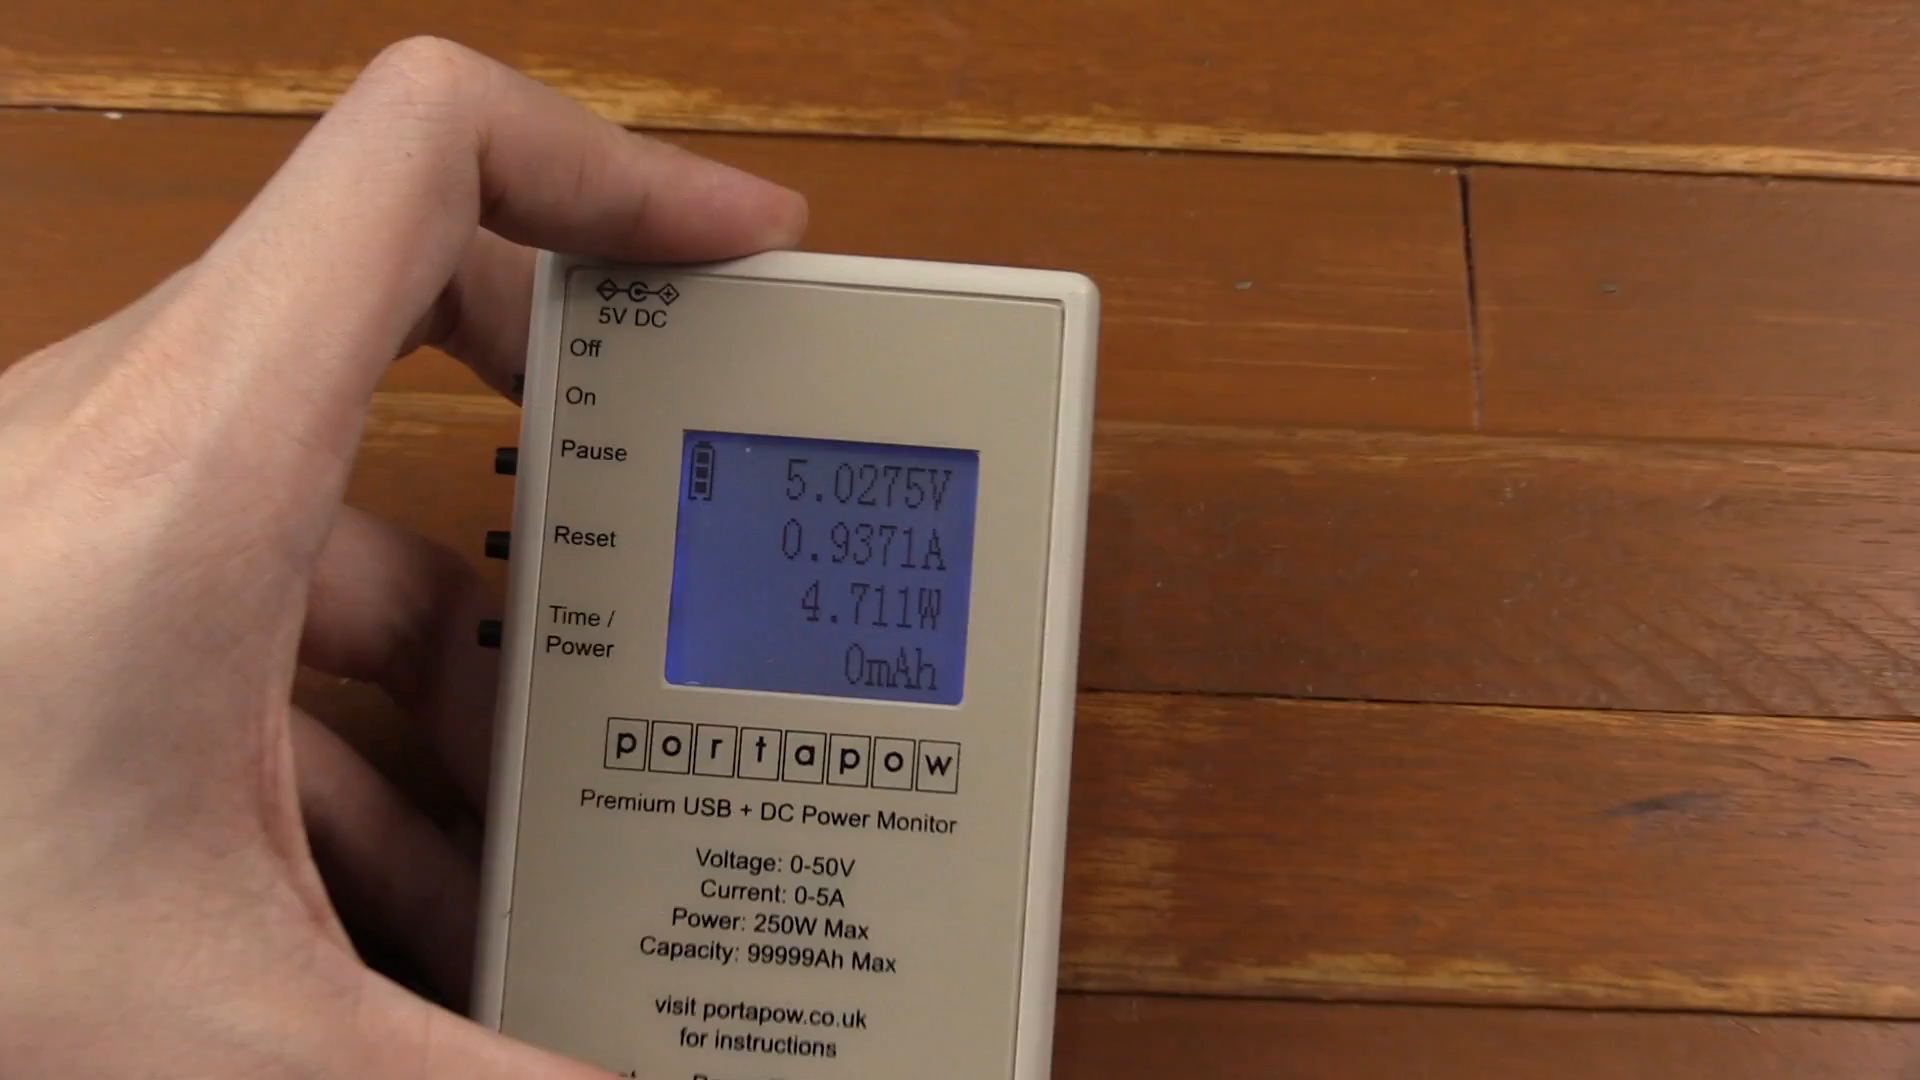 5V DC
Off
On
Pause
Reset
Time /
Power
5.0275V
0.9371A
4.711W
0mAh
portapow
Premium USB + DC Power Monitor
Voltage: 0-50V
Current: 0-5A
Power: 250W Max
Capacity: 99999Ah Max
visit portapow.co.uk
for instructions